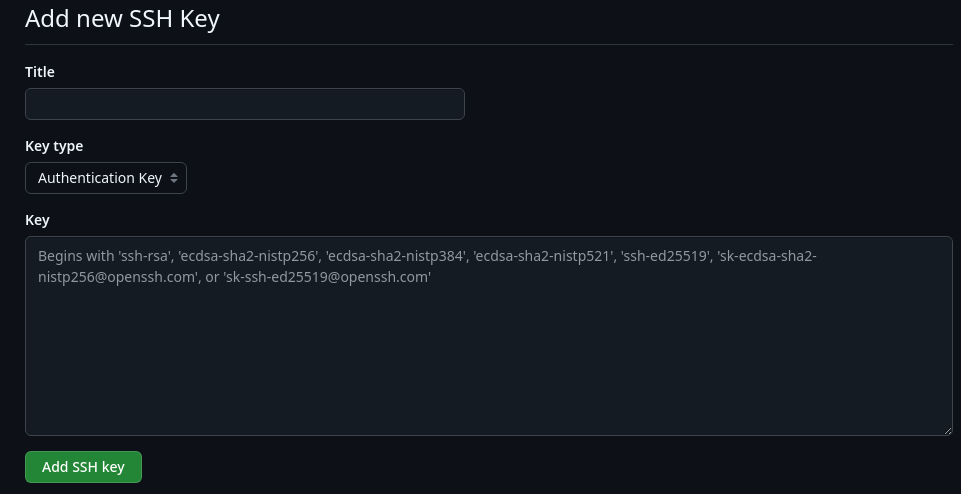 Add new SSH Key
Title
Key type
Authentication Key
Key
Begins with 'ssh-rsa', 'ecdsa-sha2-nistp256', 'ecdsa-sha2-nistp384', 'ecdsa-sha2-nistp521', 'ssh-ed25519', 'sk-ecdsa-sha2-
nistp256@openssh.com', or 'sk-ssh-ed25519@openssh.com'
Add SSH key